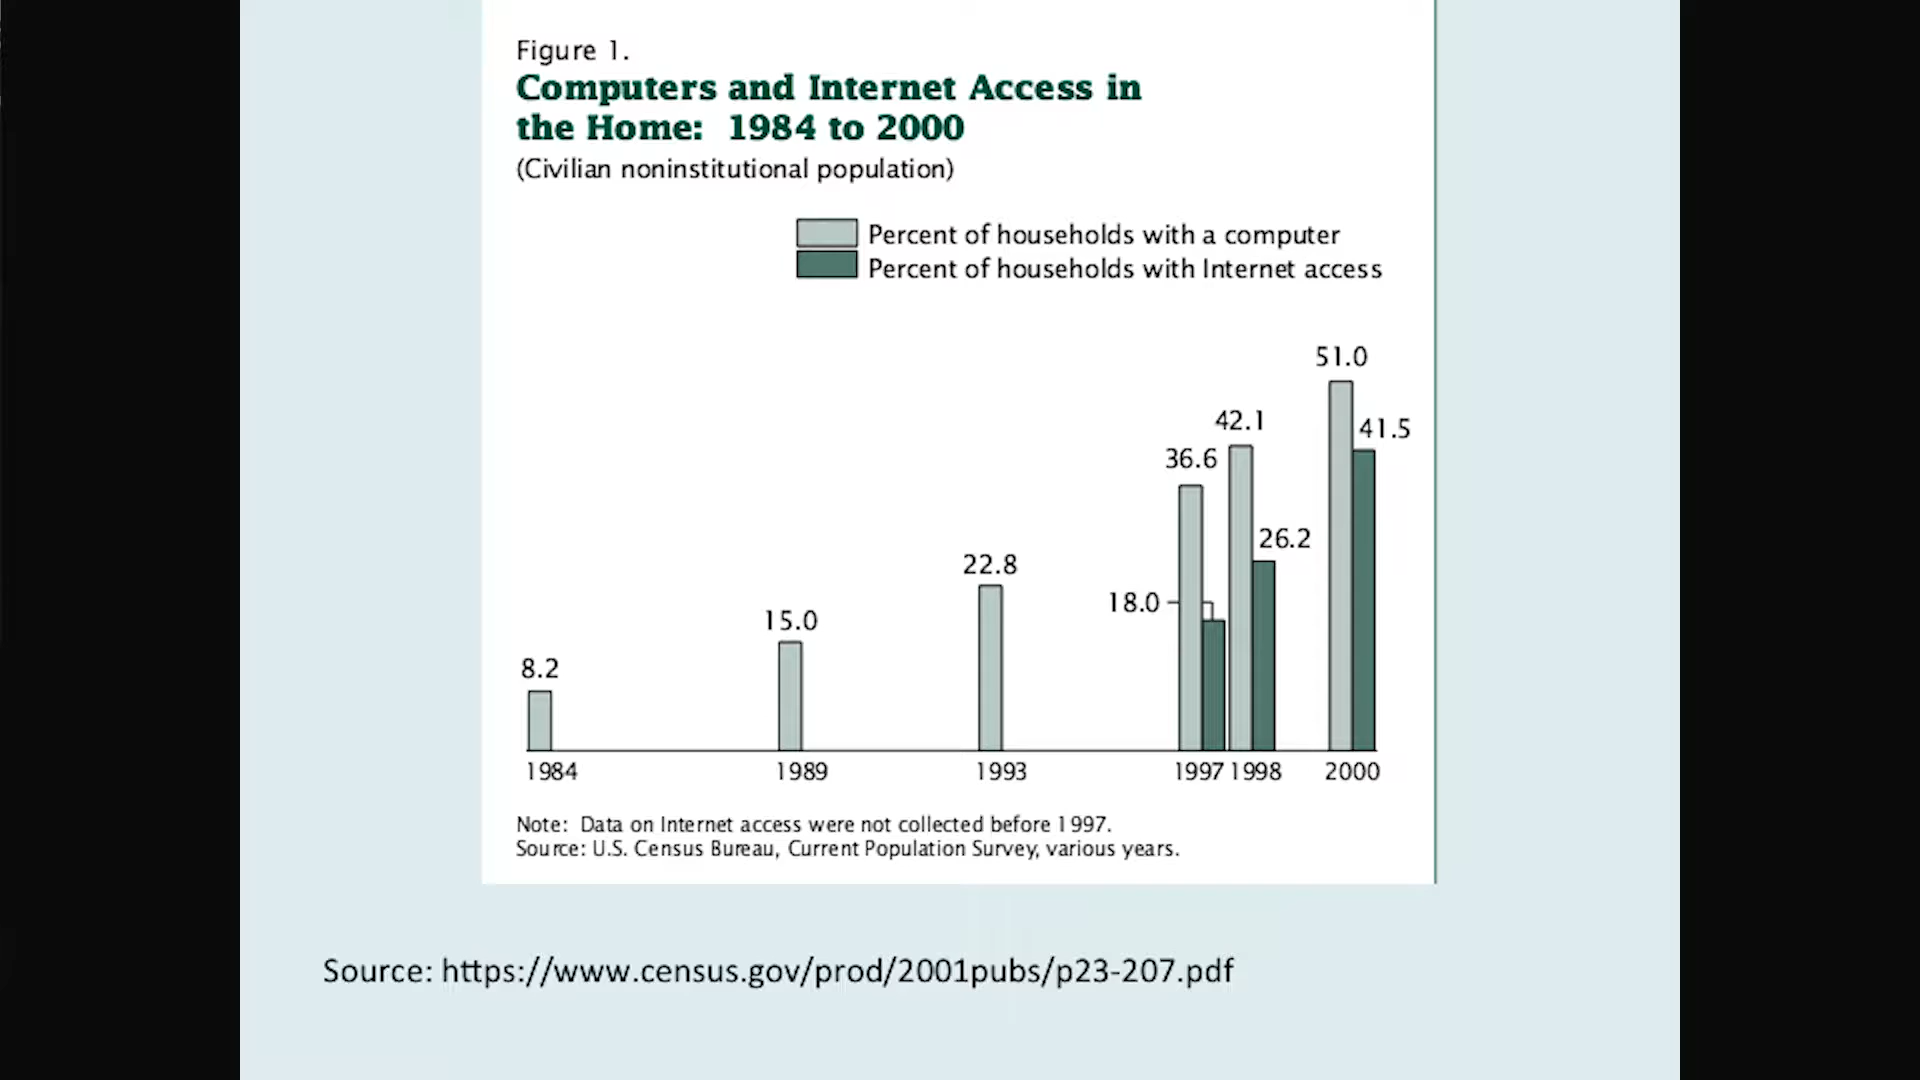 Figure 1.
Computers and Internet Access in
the Home: 1984 to 2000
(Civilian noninstitutional population)
Percent of households with a computer
Percent of households with Internet access
51.0
42.1
41.5
36.6
26.2
22.8
18.0
15.0
8.2
1984 1989 1993 1997 1998 2000
Note: Data on Internet access were not collected before 1997.
Source: U.S. Census Bureau, Current Population Survey, various years.
Source: https://www.census.gov/prod/2001pubs/p23-207.pdf